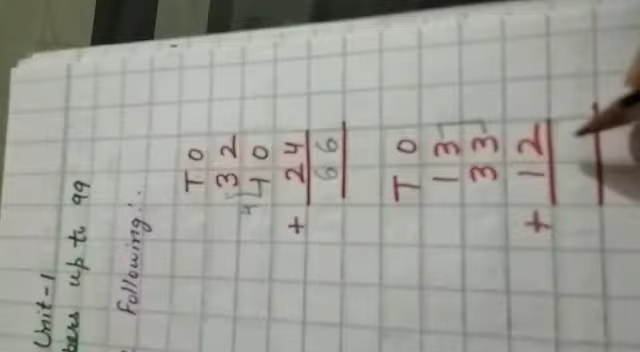 Unit-1
bers up to 99
Following:-
T O
3 2
4 4 0
+ 2 4
6 6
T O
1 3
3 3
+ 1 2